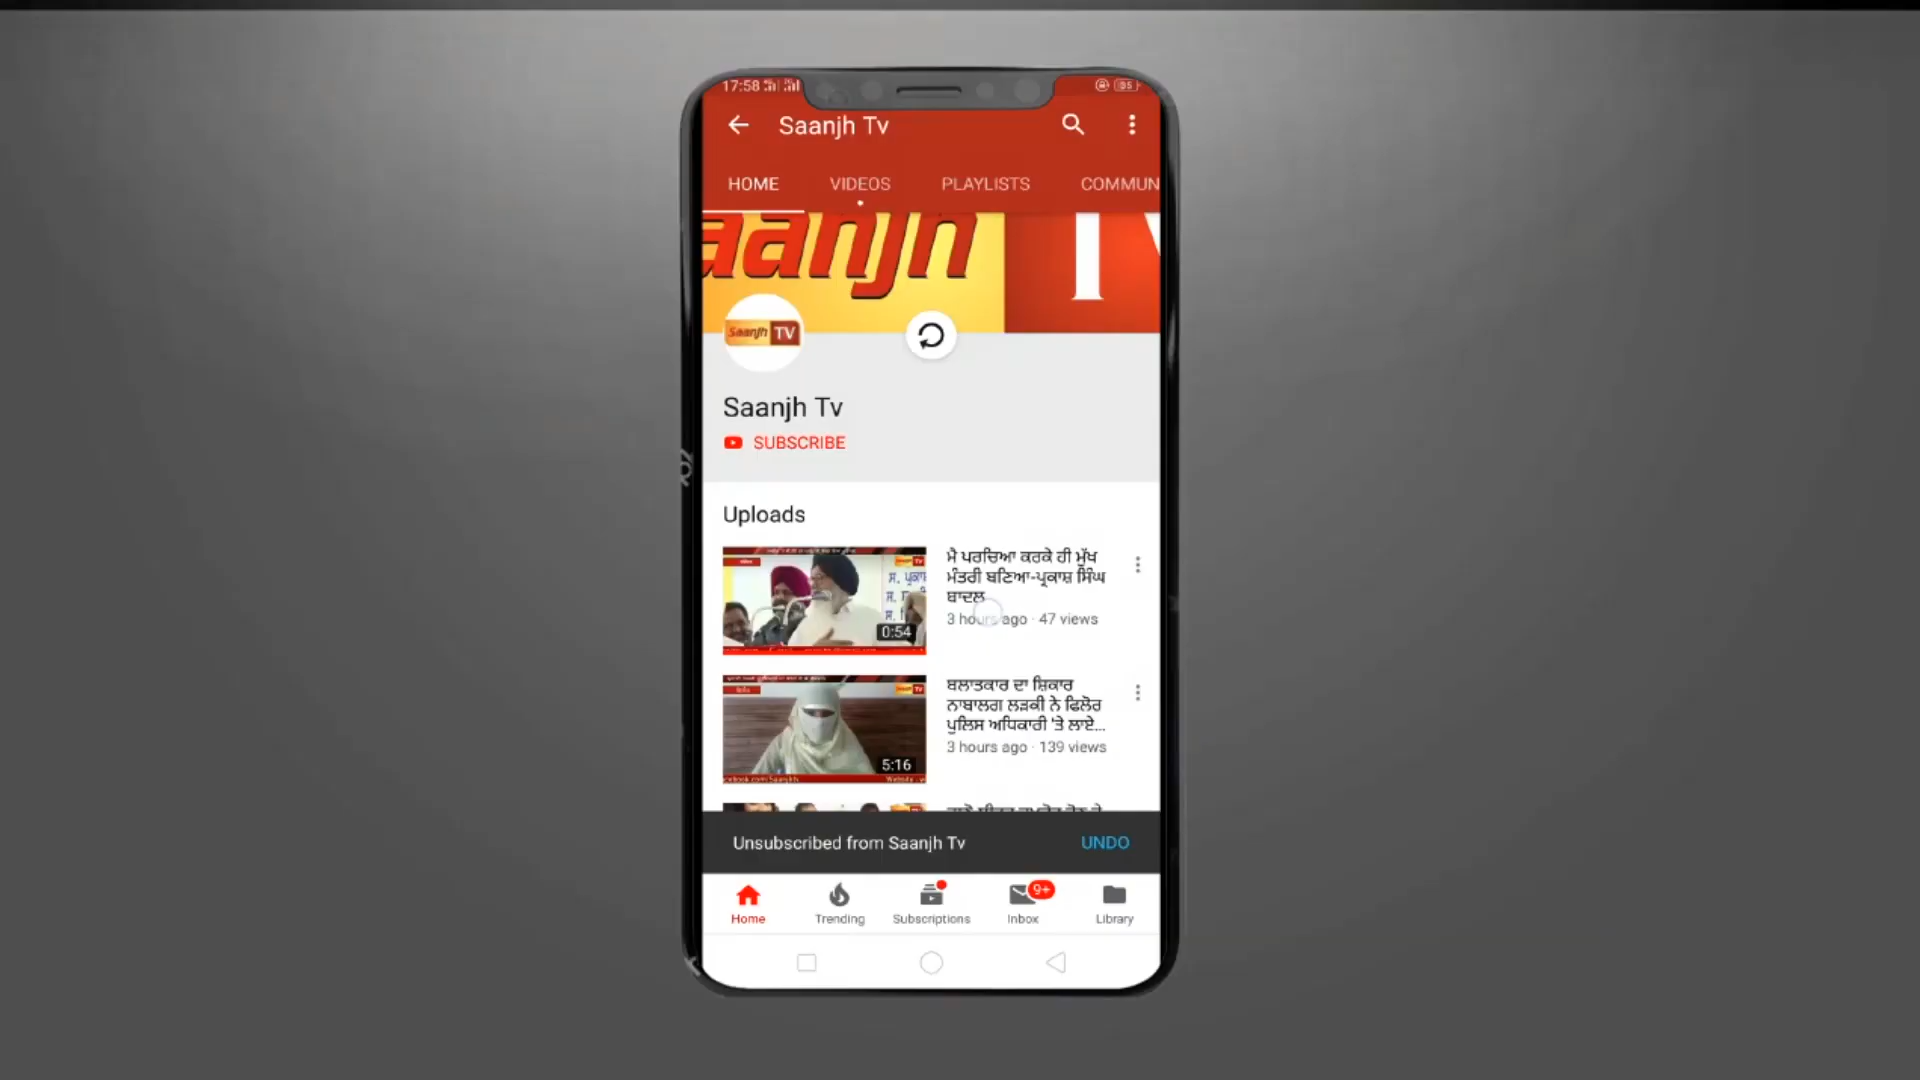 17:58
Saanjh Tv
HOME VIDEOS PLAYLISTS COMMUN
aanjh T
Saanjh TV
Saanjh Tv
SUBSCRIBE
Uploads
ਮੈ ਪਰਚਿਆ ਕਰਕੇ ਹੀ ਮੁੱਖ
ਮੰਤਰੀ ਬਣਿਆ-ਪ੍ਰਕਾਸ਼ ਸਿੰਘ
ਬਾਦਲ
3 hours ago · 47 views
0:54
ਬਲਾਤਕਾਰ ਦਾ ਸ਼ਿਕਾਰ
ਨਾਬਾਲਗ ਲੜਕੀ ਨੇ ਫਿਲੋਰ
ਪੁਲਿਸ ਅਧਿਕਾਰੀ 'ਤੇ ਲਾਏ...
3 hours ago · 139 views
5:16
Unsubscribed from Saanjh Tv UNDO
9+
Home Trending Subscriptions Inbox Library